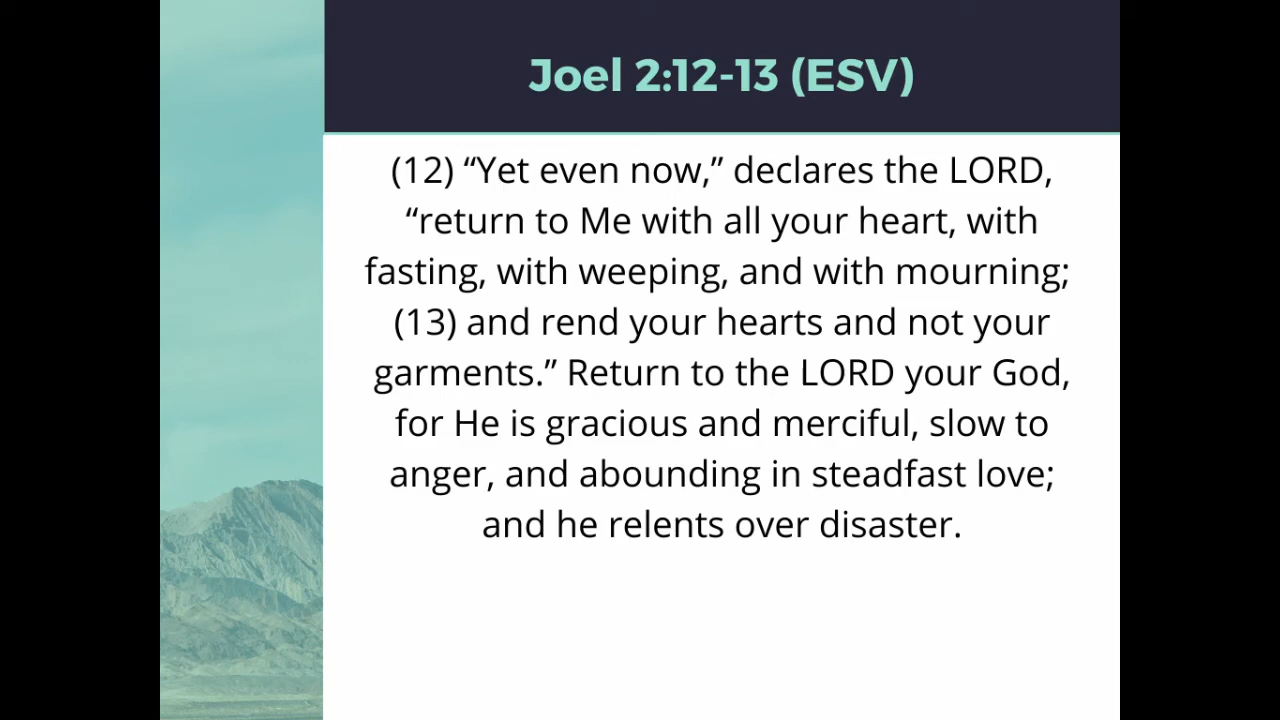 Joel 2:12-13 (ESV)
(12) “Yet even now,” declares the LORD,
“return to Me with all your heart, with
fasting, with weeping, and with mourning;
(13) and rend your hearts and not your
garments.” Return to the LORD your God,
for He is gracious and merciful, slow to
anger, and abounding in steadfast love;
and he relents over disaster.